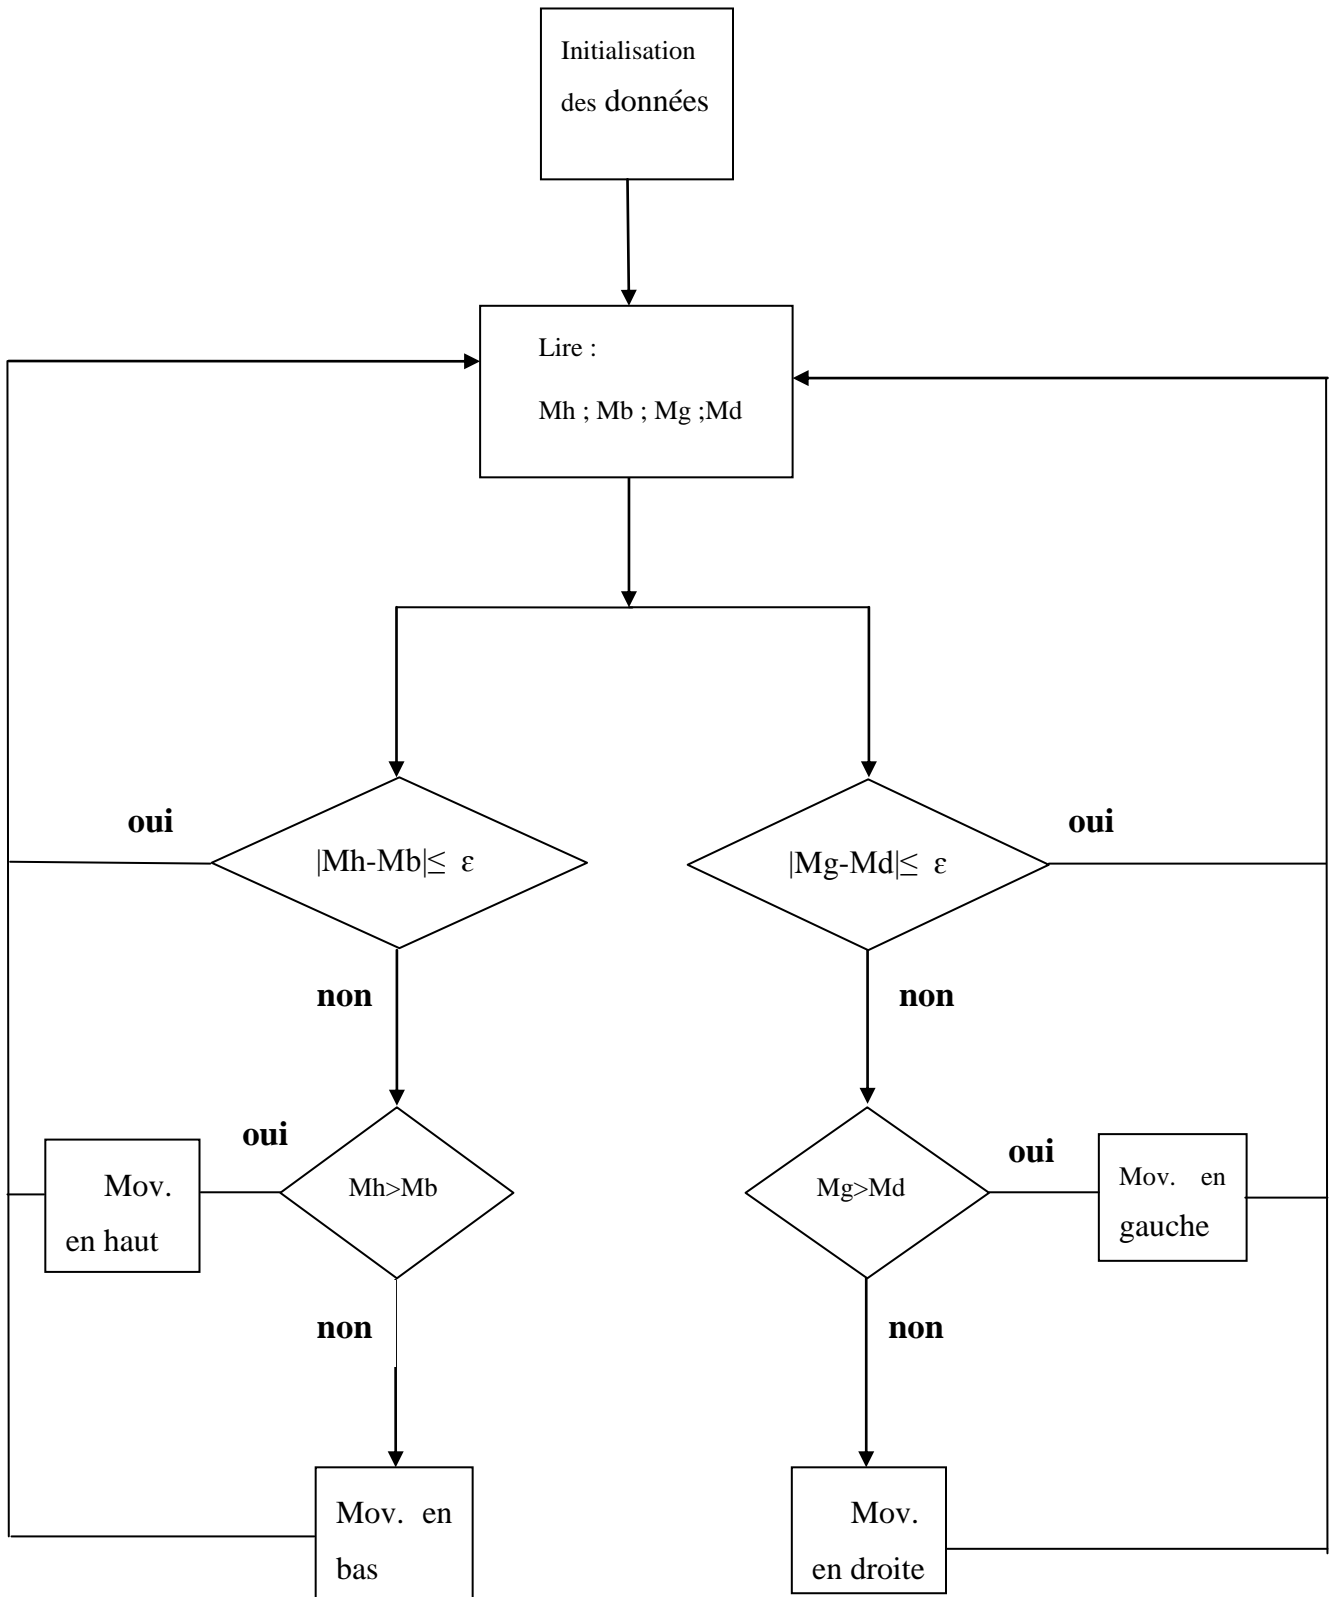 Initialisation
des données
Lire :
Mh ; Mb ; Mg ;Md
oui
|Mh-Mb|≤ ε
|Mg-Md|≤ ε
oui
non
non
oui
Mov.
en haut
Mh>Mb
Mg>Md
oui
Mov. en
gauche
non
non
Mov. en
bas
Mov.
en droite